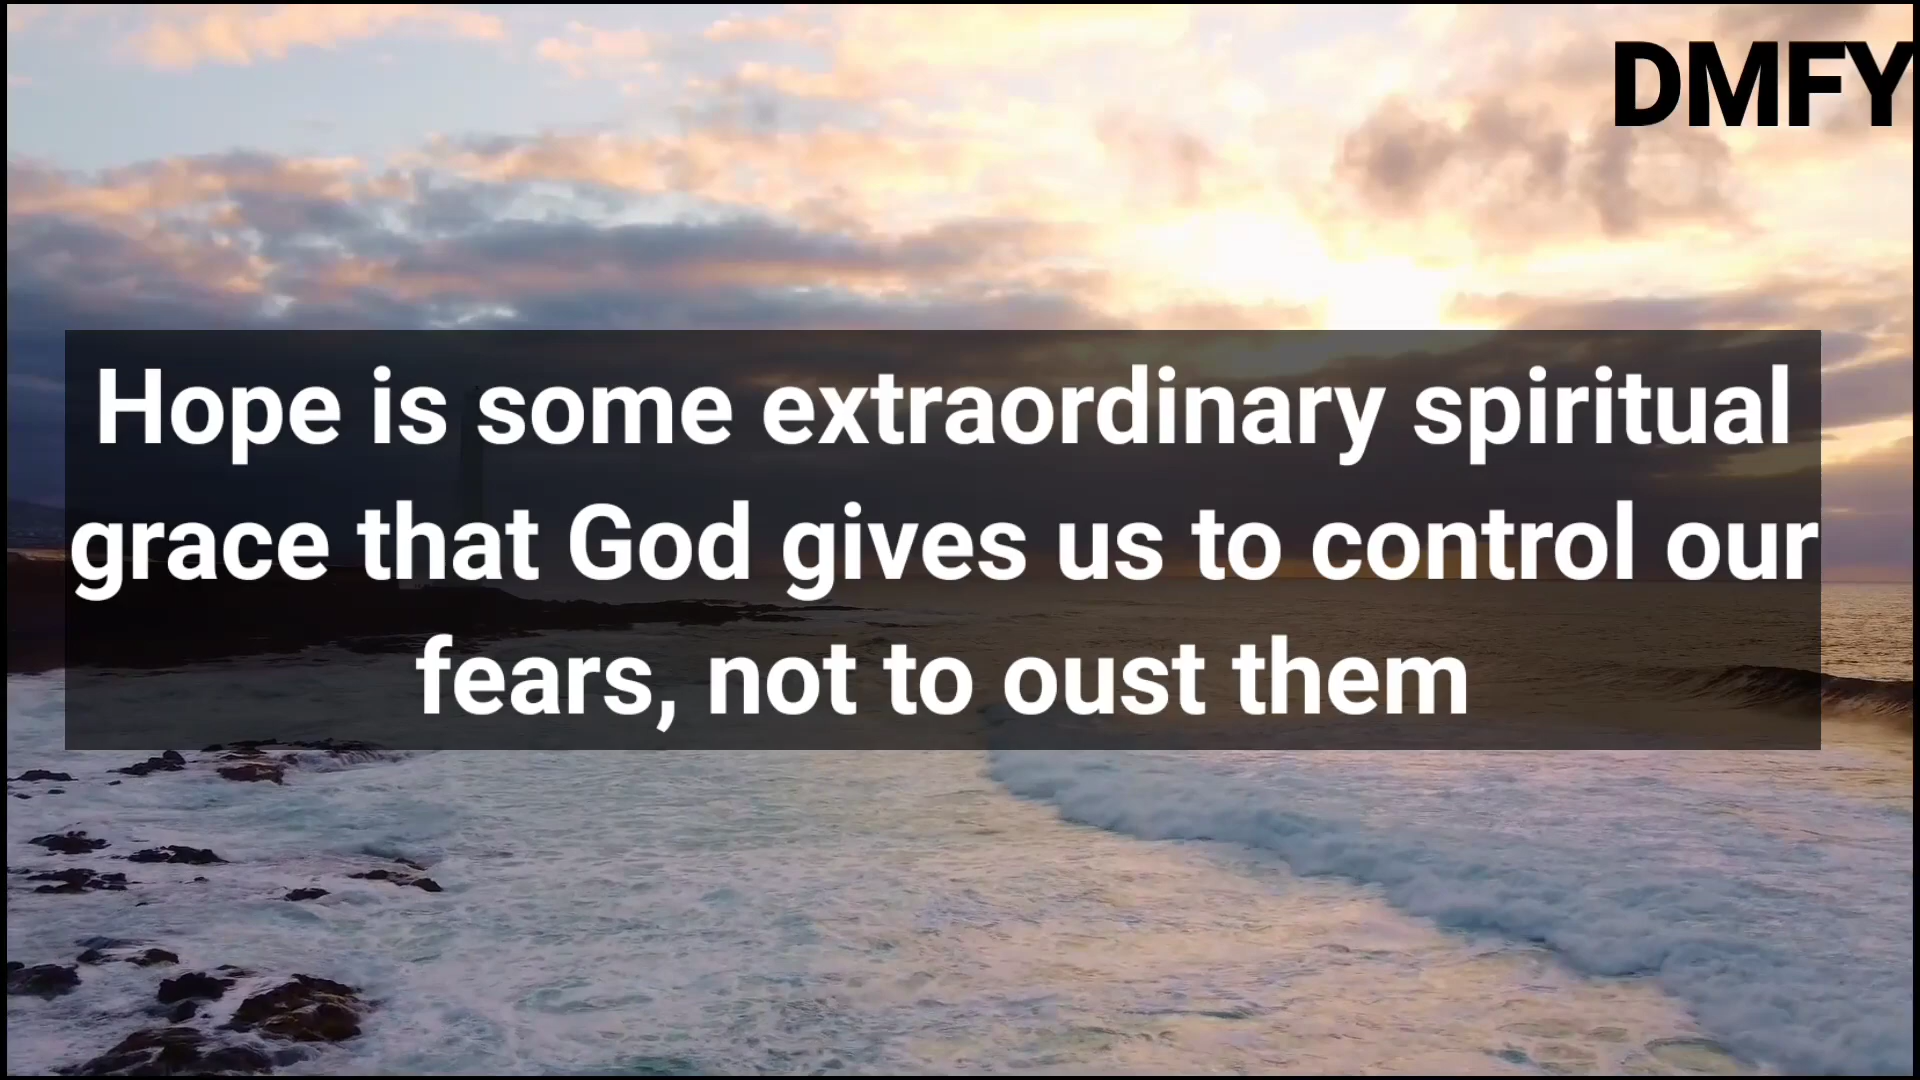 DMFY
Hope is some extraordinary spiritual
grace that God gives us to control our
fears, not to oust them